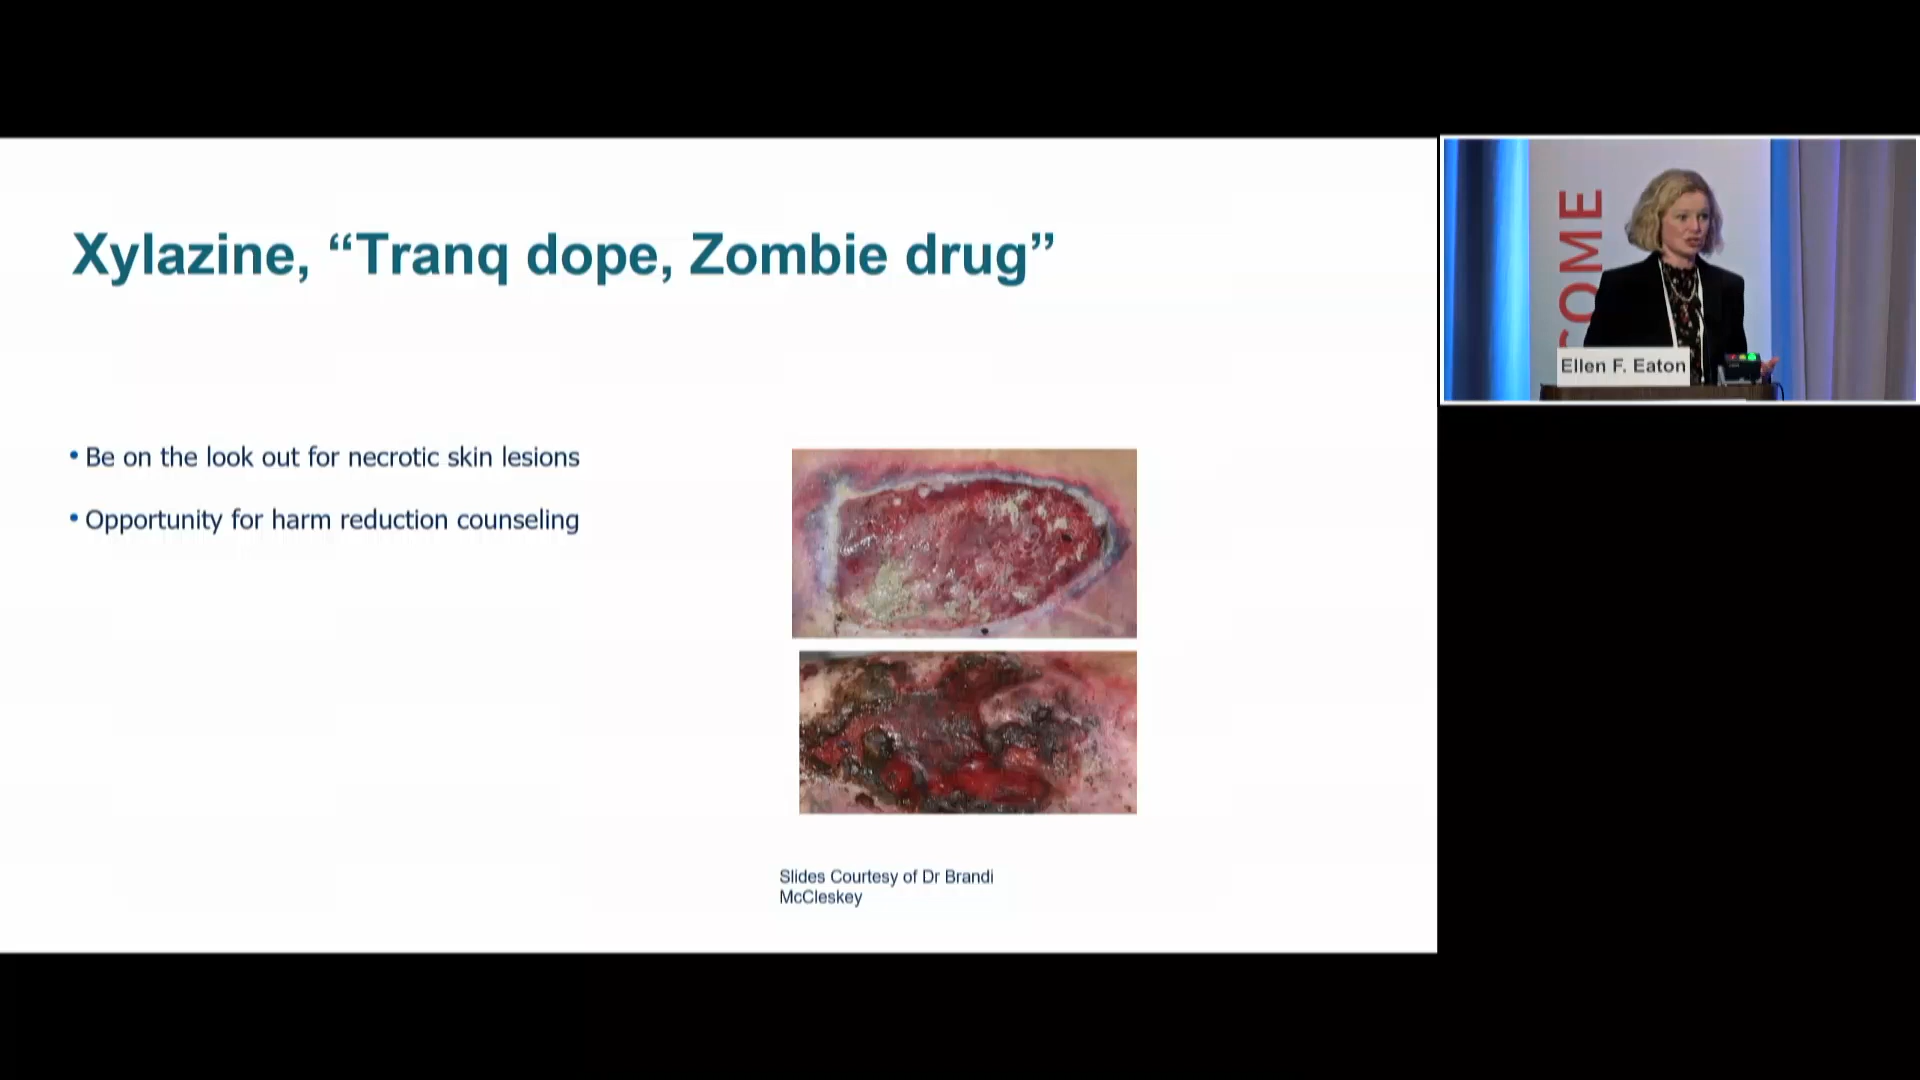 Xylazine, “Tranq dope, Zombie drug”
• Be on the look out for necrotic skin lesions
• Opportunity for harm reduction counseling
Slides Courtesy of Dr Brandi
McCleskey
COME
Ellen F. Eaton